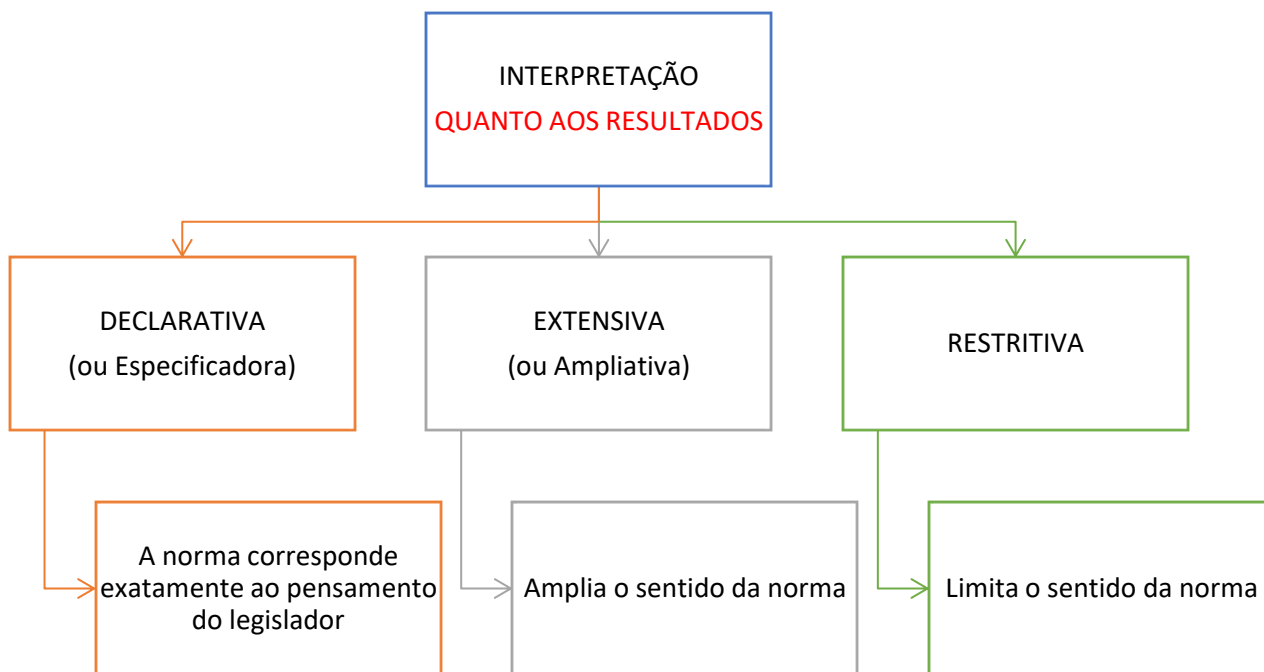 INTERPRETAÇÃO
QUANTO AOS RESULTADOS
DECLARATIVA
(ou Especificadora)
EXTENSIVA
(ou Ampliativa)
RESTRITIVA
A norma corresponde
exatamente ao pensamento
do legislador
Amplia o sentido da norma
Limita o sentido da norma